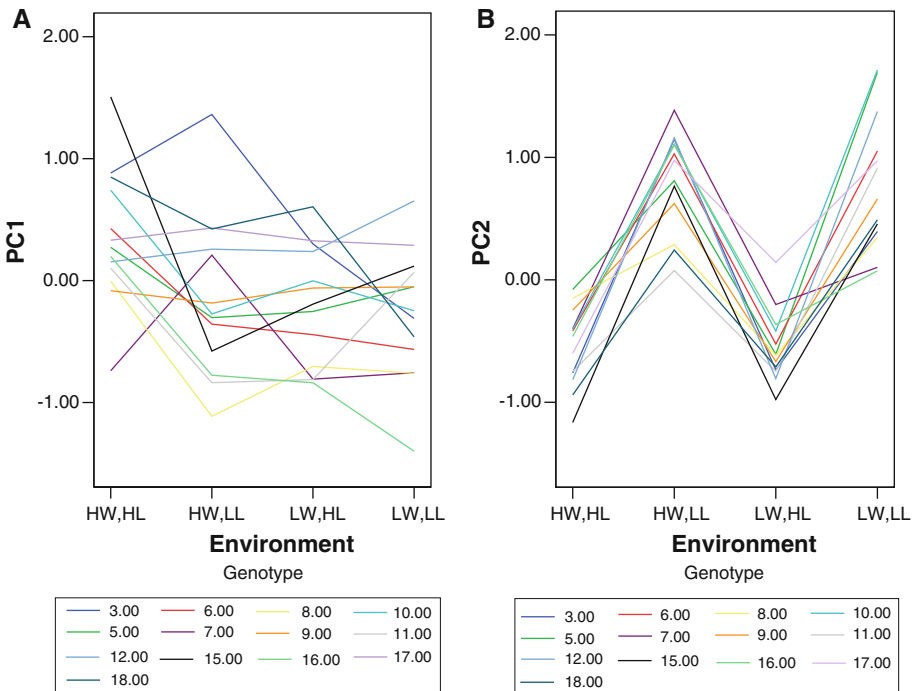 A
PC1
2.00
1.00
0.00
-1.00
HW,HL HW,LL LW,HL LW,LL
Environment
Genotype
3.00 6.00 8.00 10.00
5.00 7.00 9.00 11.00
12.00 15.00 16.00 17.00
18.00
B
PC2
2.00
1.00
0.00
-1.00
HW,HL HW,LL LW,HL LW,LL
Environment
Genotype
3.00 6.00 8.00 10.00
5.00 7.00 9.00 11.00
12.00 15.00 16.00 17.00
18.00